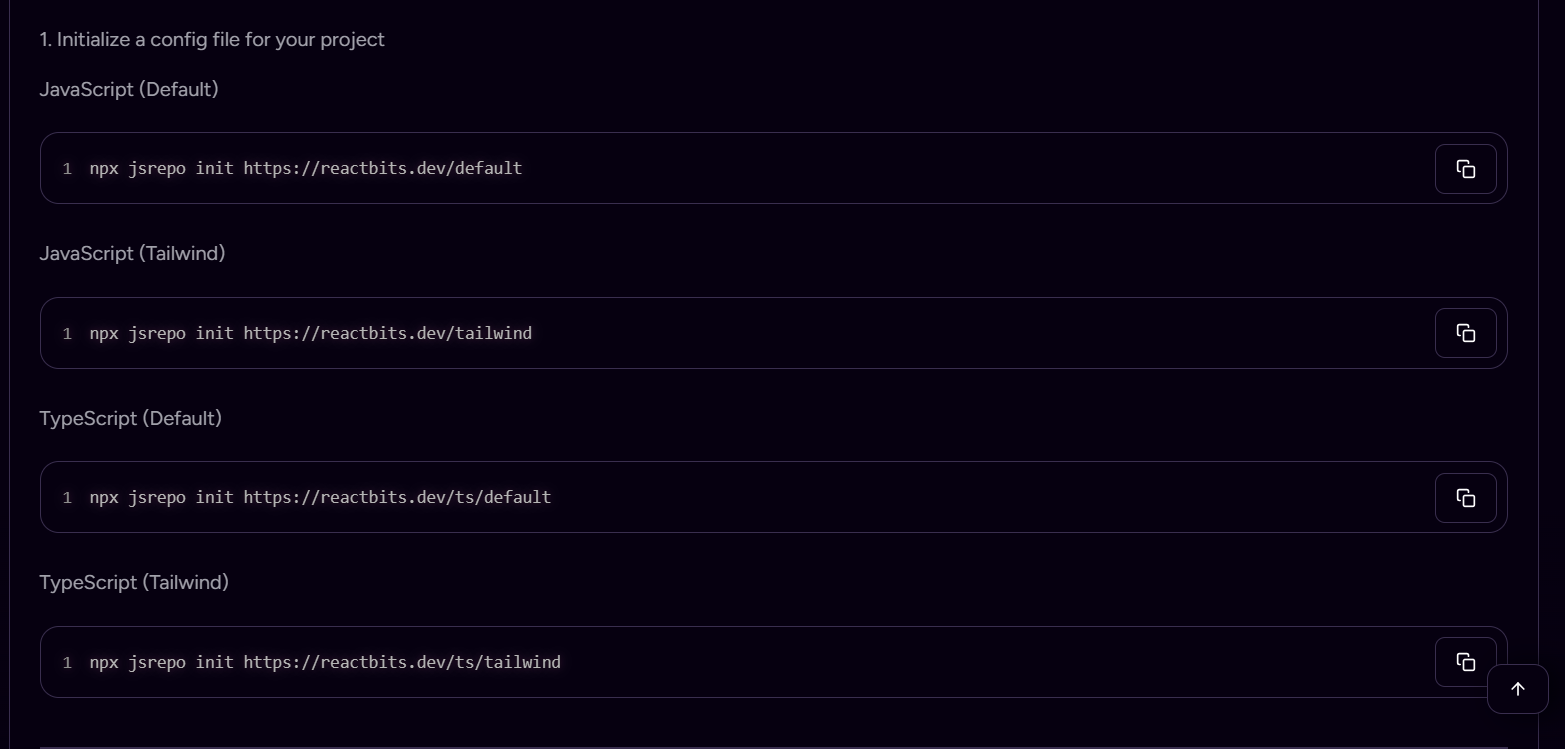 1. Initialize a config file for your project
JavaScript (Default)
1 npx jsrepo init https://reactbits.dev/default
JavaScript (Tailwind)
1 npx jsrepo init https://reactbits.dev/tailwind
TypeScript (Default)
1 npx jsrepo init https://reactbits.dev/ts/default
TypeScript (Tailwind)
1 npx jsrepo init https://reactbits.dev/ts/tailwind